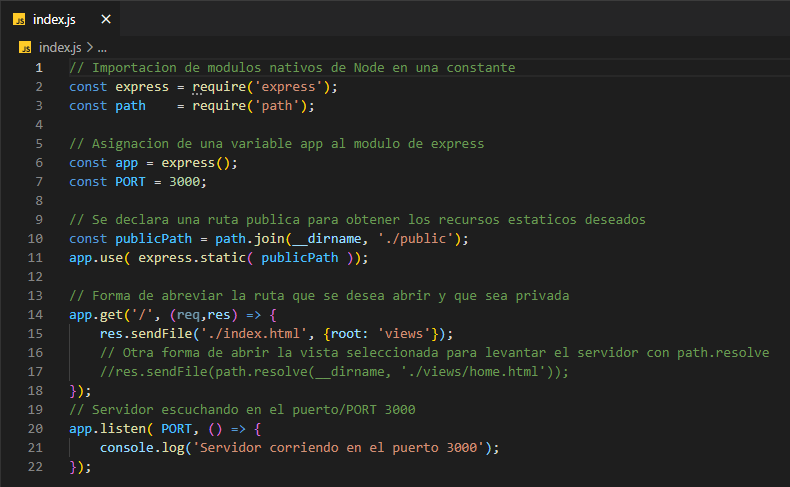 JS index.js ×
JS index.js > ...
1 // Importacion de modulos nativos de Node en una constante
2 const express = require('express');
3 const path    = require('path');
4
5 // Asignacion de una variable app al modulo de express
6 const app = express();
7 const PORT = 3000;
8
9 // Se declara una ruta publica para obtener los recursos estaticos deseados
10 const publicPath = path.join(__dirname, './public');
11 app.use( express.static( publicPath ));
12
13 // Forma de abreviar la ruta que se desea abrir y que sea privada
14 app.get('/', (req,res) => {
15     res.sendFile('./index.html', {root: 'views'});
16     // Otra forma de abrir la vista seleccionada para levantar el servidor con path.resolve
17     //res.sendFile(path.resolve(__dirname, './views/home.html'));
18 });
19 // Servidor escuchando en el puerto/PORT 3000
20 app.listen( PORT, () => {
21     console.log('Servidor corriendo en el puerto 3000');
22 });